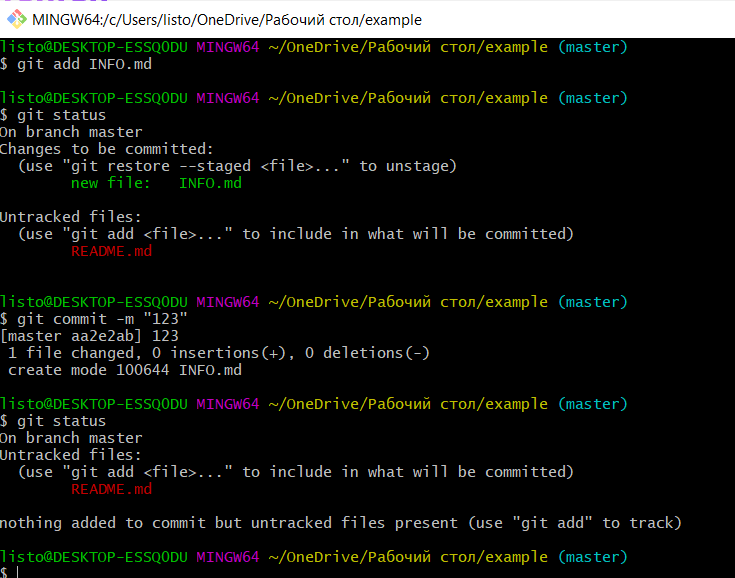 MINGW64:/c/Users/listo/OneDrive/Рабочий стол/example
listo@DESKTOP-ESSQ0DU MINGW64 ~/OneDrive/Рабочий стол/example (master)
$ git add INFO.md
listo@DESKTOP-ESSQ0DU MINGW64 ~/OneDrive/Рабочий стол/example (master)
$ git status
On branch master
Changes to be committed:
  (use "git restore --staged <file>..." to unstage)
        new file:   INFO.md
Untracked files:
  (use "git add <file>..." to include in what will be committed)
        README.md
listo@DESKTOP-ESSQ0DU MINGW64 ~/OneDrive/Рабочий стол/example (master)
$ git commit -m "123"
[master aa2e2ab] 123
 1 file changed, 0 insertions(+), 0 deletions(-)
 create mode 100644 INFO.md
listo@DESKTOP-ESSQ0DU MINGW64 ~/OneDrive/Рабочий стол/example (master)
$ git status
On branch master
Untracked files:
  (use "git add <file>..." to include in what will be committed)
        README.md
nothing added to commit but untracked files present (use "git add" to track)
listo@DESKTOP-ESSQ0DU MINGW64 ~/OneDrive/Рабочий стол/example (master)
$